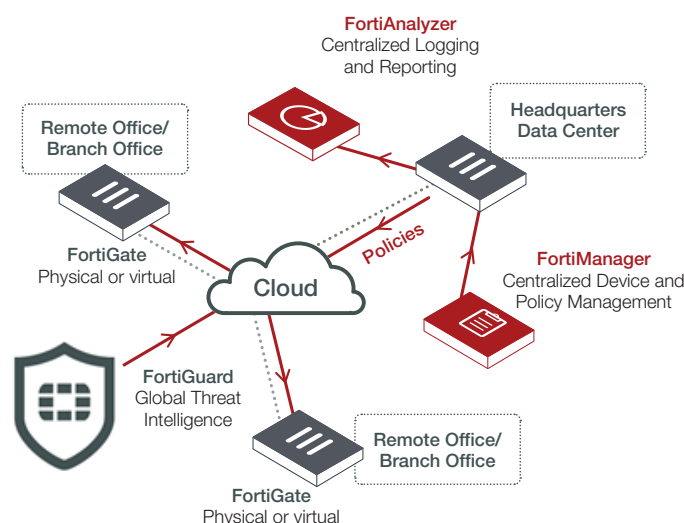 FortiAnalyzer
Centralized Logging
and Reporting
Headquarters
Data Center
Remote Office/
Branch Office
FortiGate
Physical or virtual
Policies
FortiManager
Centralized Device and
Policy Management
Cloud
FortiGuard
Global Threat
Intelligence
Remote Office/
Branch Office
FortiGate
Physical or virtual